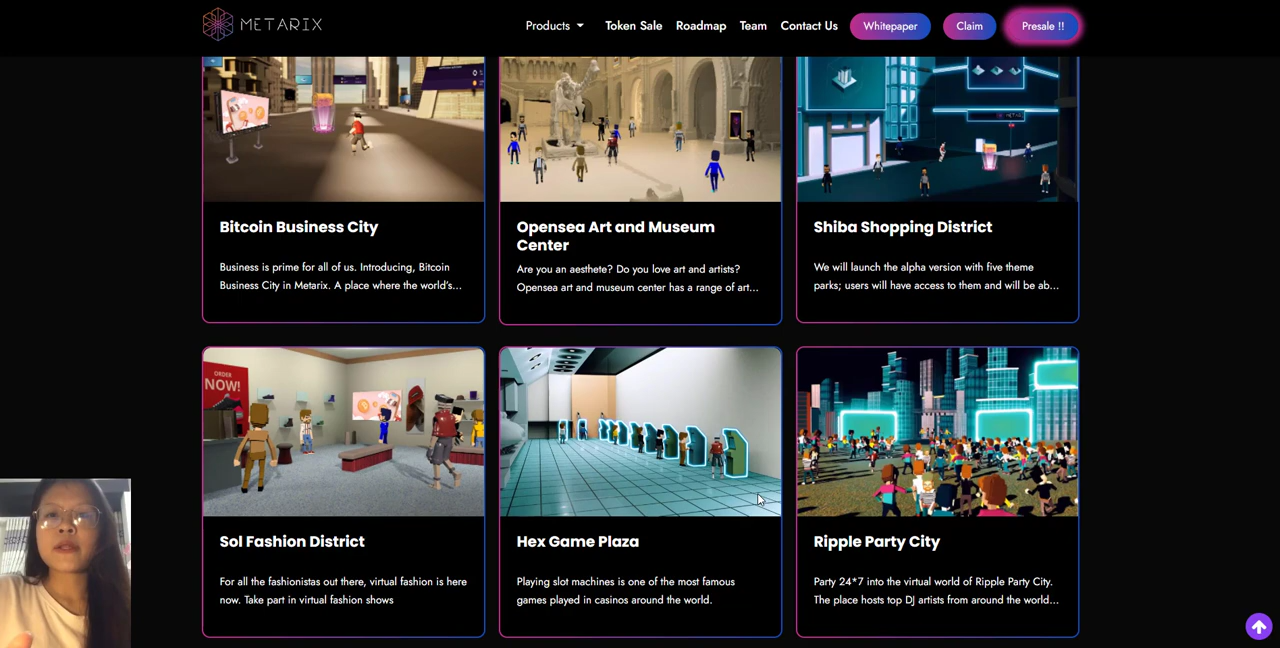 METARIX
Products
Token Sale
Roadmap
Team
Contact Us
Whitepaper
Claim
Presale !!
Bitcoin Business City
Business is prime for all of us. Introducing, Bitcoin
Business City in Metarix. A place where the world's...
Opensea Art and Museum
Center
Are you an aesthete? Do you love art and artists?
Opensea art and museum center has a range of art...
Shiba Shopping District
We will launch the alpha version with five theme
parks; users will have access to them and will be ab...
ORDER
NOW!
Sol Fashion District
For all the fashionistas out there, virtual fashion is here
now. Take part in virtual fashion shows
Hex Game Plaza
Playing slot machines is one of the most famous
games played in casinos around the world.
Ripple Party City
Party 24*7 into the virtual world of Ripple Party City.
The place hosts top DJ artists from around the world...